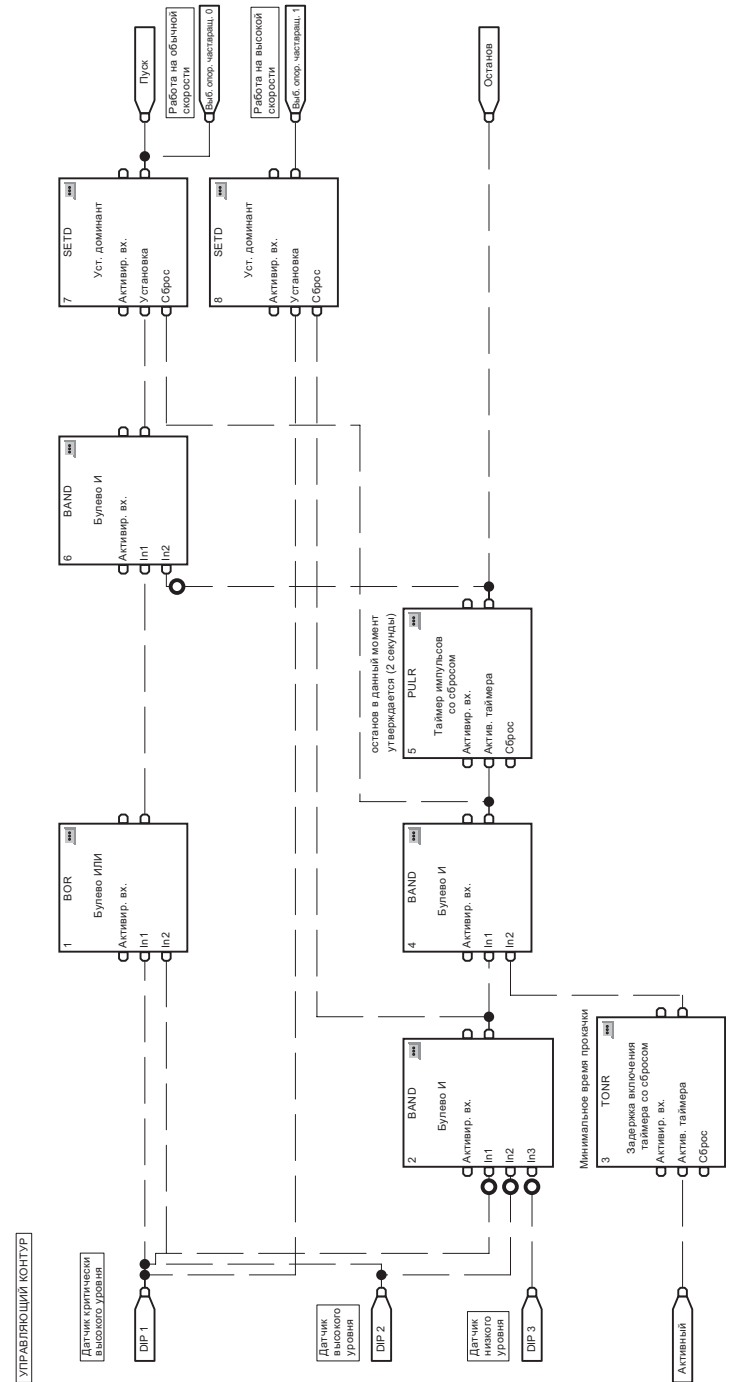 УПРАВЛЯЮЩИЙ КОНТУР
Датчик критически
высокого уровня
DIP 1
Датчик
высокого
уровня
DIP 2
Датчик
низкого
уровня
DIP 3
Активный
1
BOR
Булево ИЛИ
Активир. вх.
In1
In2
2
BAND
Булево И
Активир. вх.
In1
In2
In3
Минимальное время прокачки
3
TONR
Задержка включения
таймера со сбросом
Активир. вх.
Актив. таймера
Сброс
4
BAND
Булево И
Активир. вх.
In1
In2
останов в данный момент
утверждается (2 секунды)
5
PULR
Таймер импульсов
со сбросом
Активир. вх.
Актив. таймера
Сброс
6
BAND
Булево И
Активир. вх.
In1
In2
7
SETD
Уст. доминант
Активир. вх.
Установка
Сброс
8
SETD
Уст. доминант
Активир. вх.
Установка
Сброс
Пуск
Работа на обычной
скорости
Выб. опор. част.вращ. 0
Работа на высокой
скорости
Выб. опор. част.вращ. 1
Останов